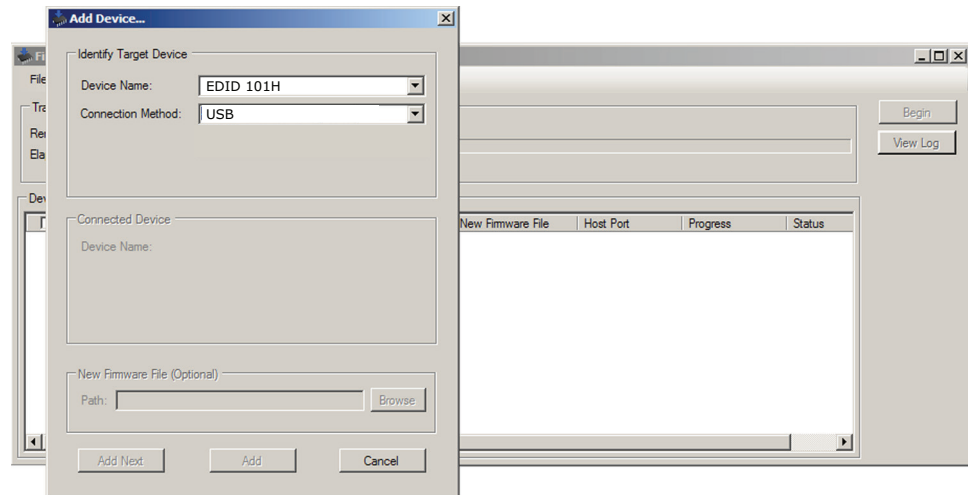 Add Device...
Identify Target Device
Device Name: EDID 101H
Connection Method: USB
Connected Device
Device Name:
New Firmware File (Optional)
Path: Browse
Add Next Add Cancel
File
Begin
View Log
New Firmware File Host Port Progress Status